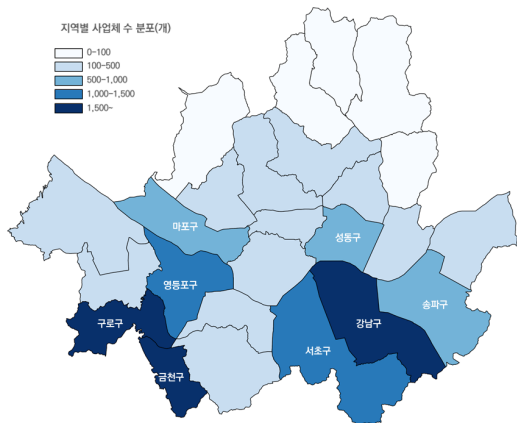 지역별 사업체 수 분포(개)
0-100
100-500
500-1,000
1,000-1,500
1,500-
마포구
성동구
영등포구
송파구
구로구
강남구
서초구
금천구